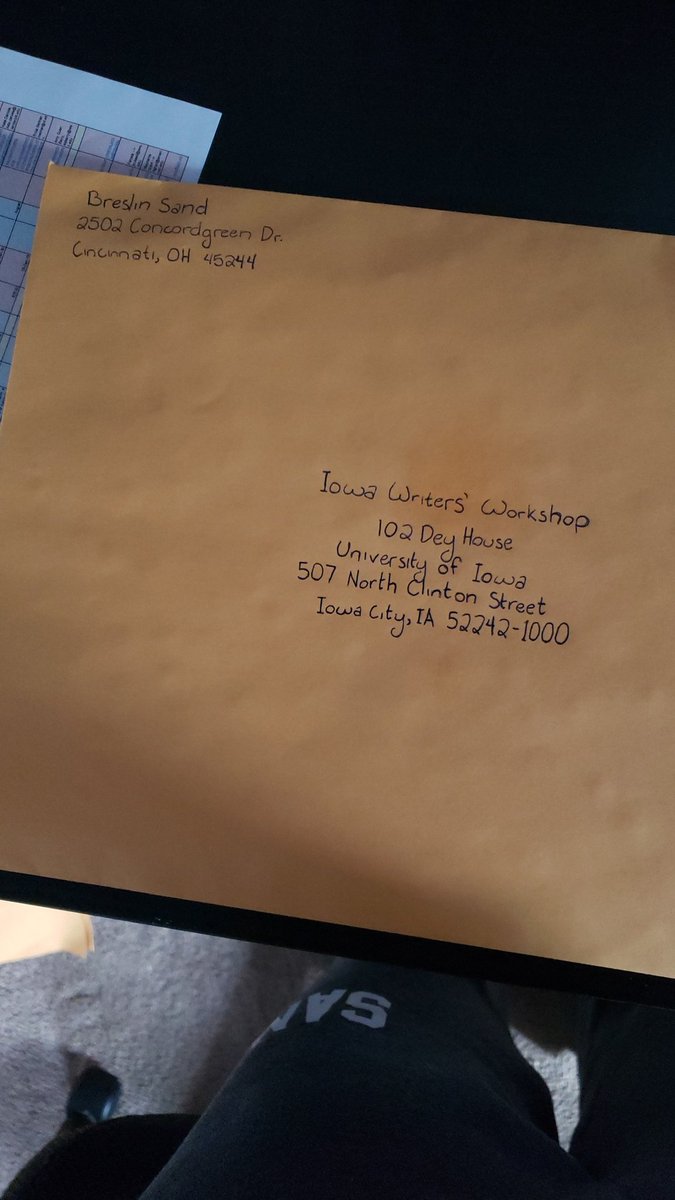 Breslin Sand
2502 Concordgreen Dr.
Cincinnati, OH 45244
Iowa Writers' Workshop
102 Dey House
University of Iowa
507 North Clinton Street
Iowa City, IA 52242-1000